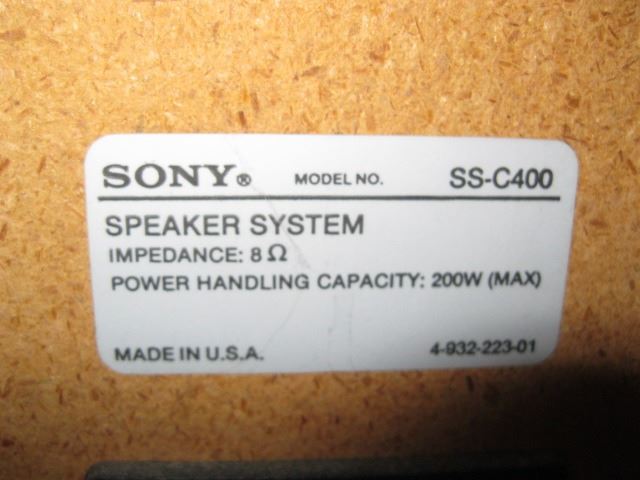 SONY® MODEL NO. SS-C400
SPEAKER SYSTEM
IMPEDANCE: 8 Ω
POWER HANDLING CAPACITY: 200W (MAX)
MADE IN U.S.A. 4-932-223-01